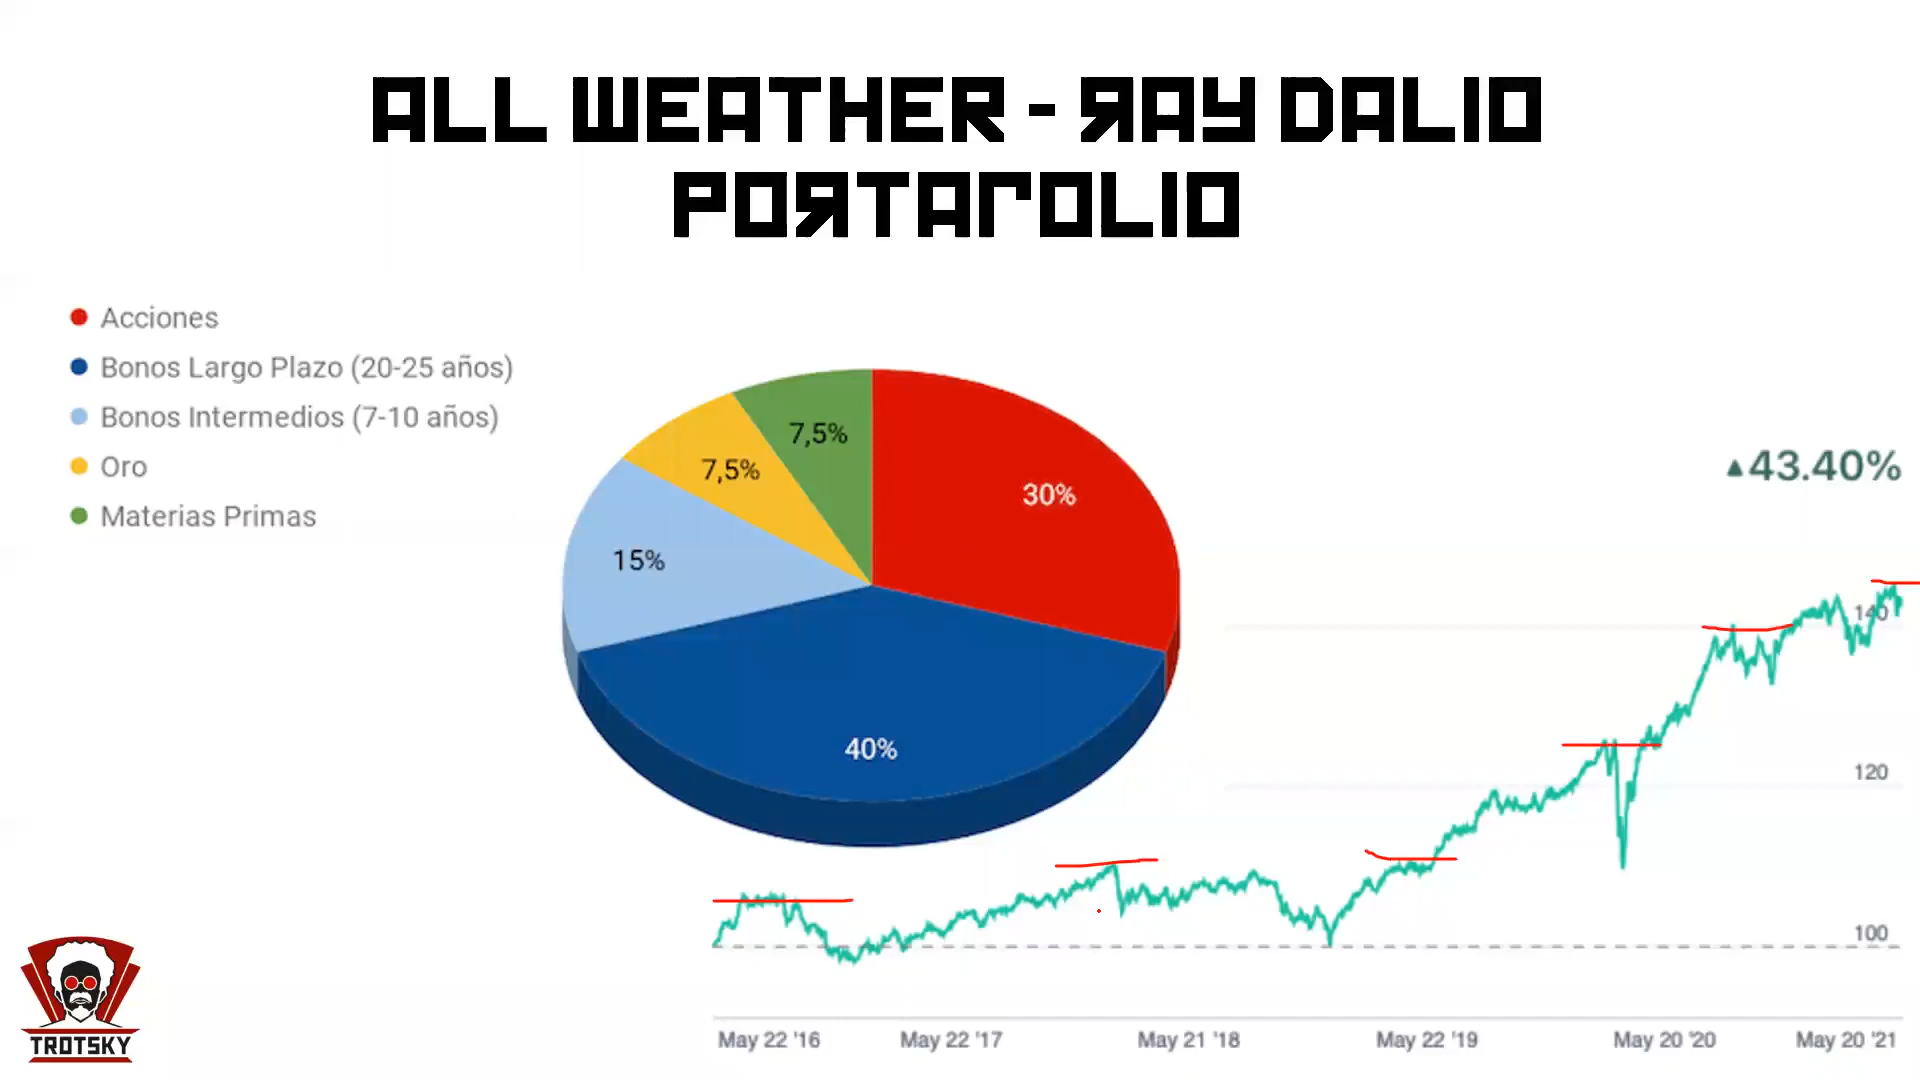 ALL WEATHER - RAY DALIO
PORTAFOLIO
Acciones
Bonos Largo Plazo (20-25 años)
Bonos Intermedios (7-10 años)
Oro
Materias Primas
7,5%
7,5%
30%
15%
40%
▲43.40%
140
120
100
May 22 '16
May 22 '17
May 21 '18
May 22 '19
May 20 '20
May 20 '21
TROTSKY